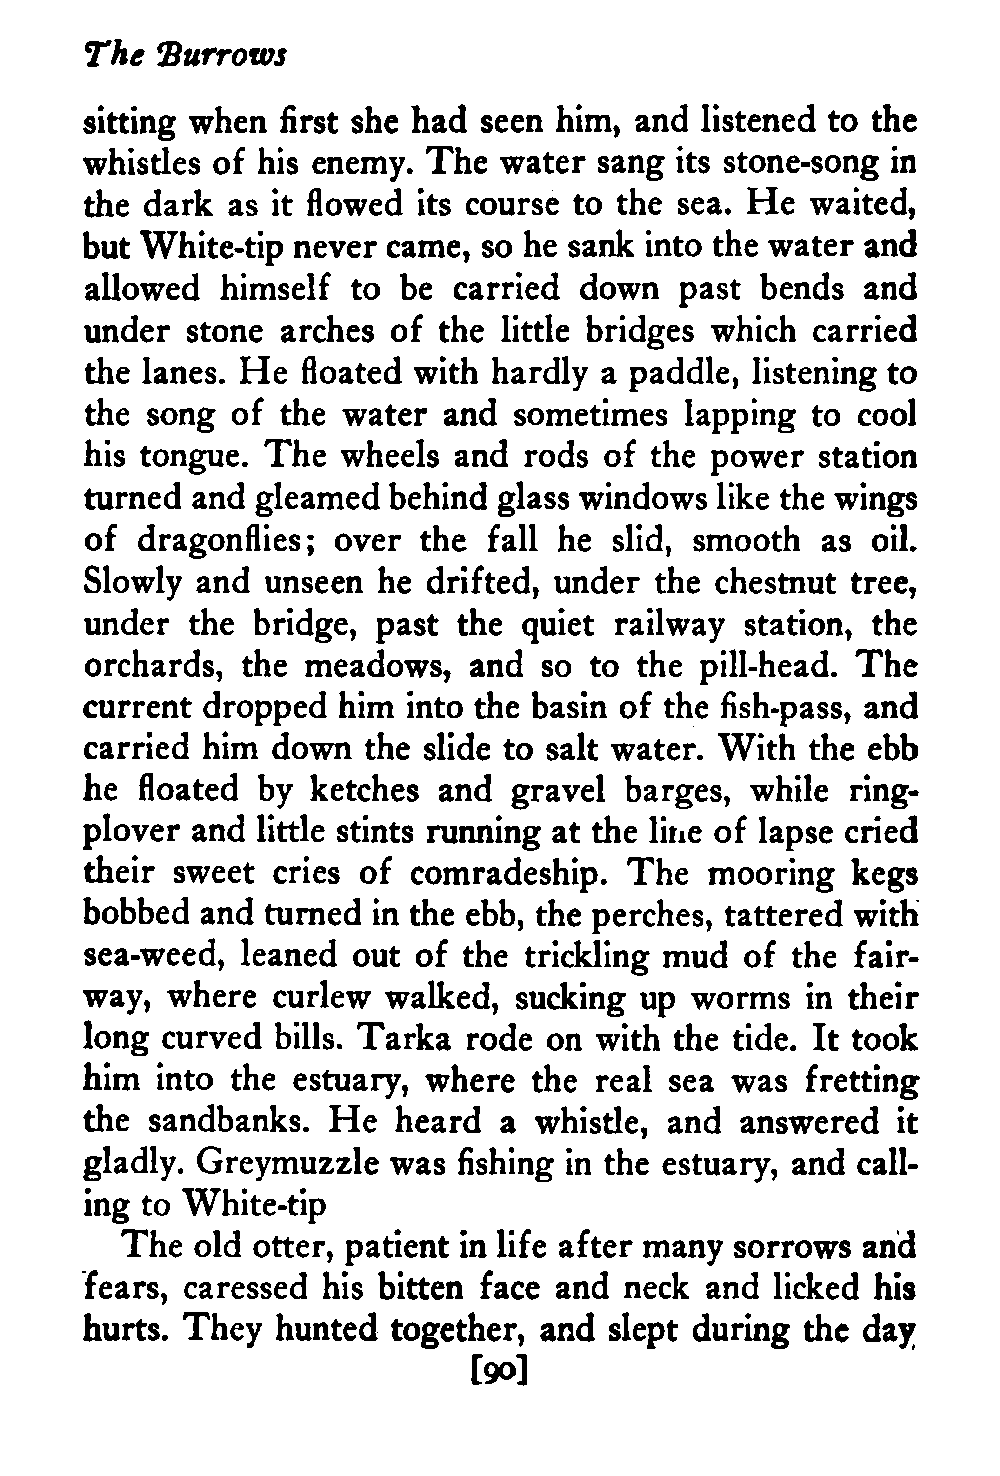 The Burrows
sitting when first she had seen him, and listened to the
whistles of his enemy. The water sang its stone-song in
the dark as it flowed its course to the sea. He waited,
but White-tip never came, so he sank into the water and
allowed himself to be carried down past bends and
under stone arches of the little bridges which carried
the lanes. He floated with hardly a paddle, listening to
the song of the water and sometimes lapping to cool
his tongue. The wheels and rods of the power station
turned and gleamed behind glass windows like the wings
of dragonflies; over the fall he slid, smooth as oil.
Slowly and unseen he drifted, under the chestnut tree,
under the bridge, past the quiet railway station, the
orchards, the meadows, and so to the pill-head. The
current dropped him into the basin of the fish-pass, and
carried him down the slide to salt water. With the ebb
he floated by ketches and gravel barges, while ring-
plover and little stints running at the line of lapse cried
their sweet cries of comradeship. The mooring kegs
bobbed and turned in the ebb, the perches, tattered with
sea-weed, leaned out of the trickling mud of the fair-
way, where curlew walked, sucking up worms in their
long curved bills. Tarka rode on with the tide. It took
him into the estuary, where the real sea was fretting
the sandbanks. He heard a whistle, and answered it
gladly. Greymuzzle was fishing in the estuary, and call-
ing to White-tip
The old otter, patient in life after many sorrows and
fears, caressed his bitten face and neck and licked his
hurts. They hunted together, and slept during the day
[90]